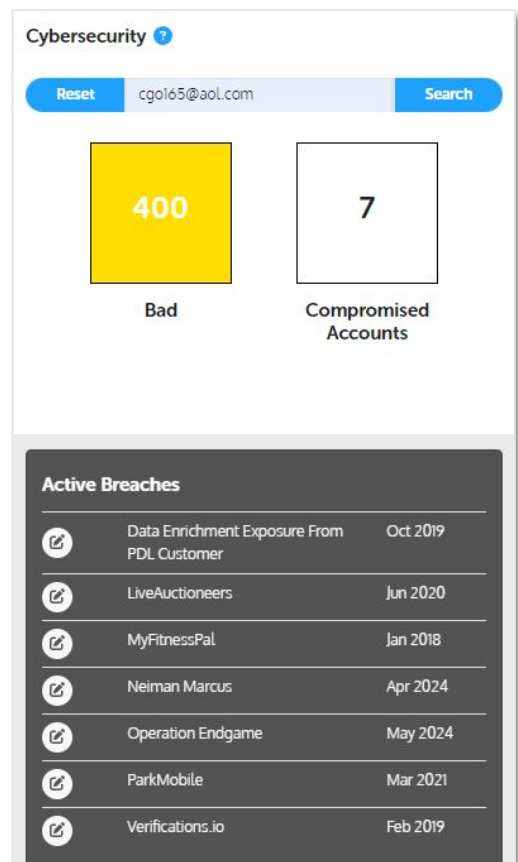 Cybersecurity ?
Reset cgo165@aol.com Search
400 7
Bad Compromised
Accounts
Active Breaches
Data Enrichment Exposure From Oct 2019
PDL Customer
LiveAuctioneers Jun 2020
MyFitnessPal Jan 2018
Neiman Marcus Apr 2024
Operation Endgame May 2024
ParkMobile Mar 2021
Verifications.io Feb 2019